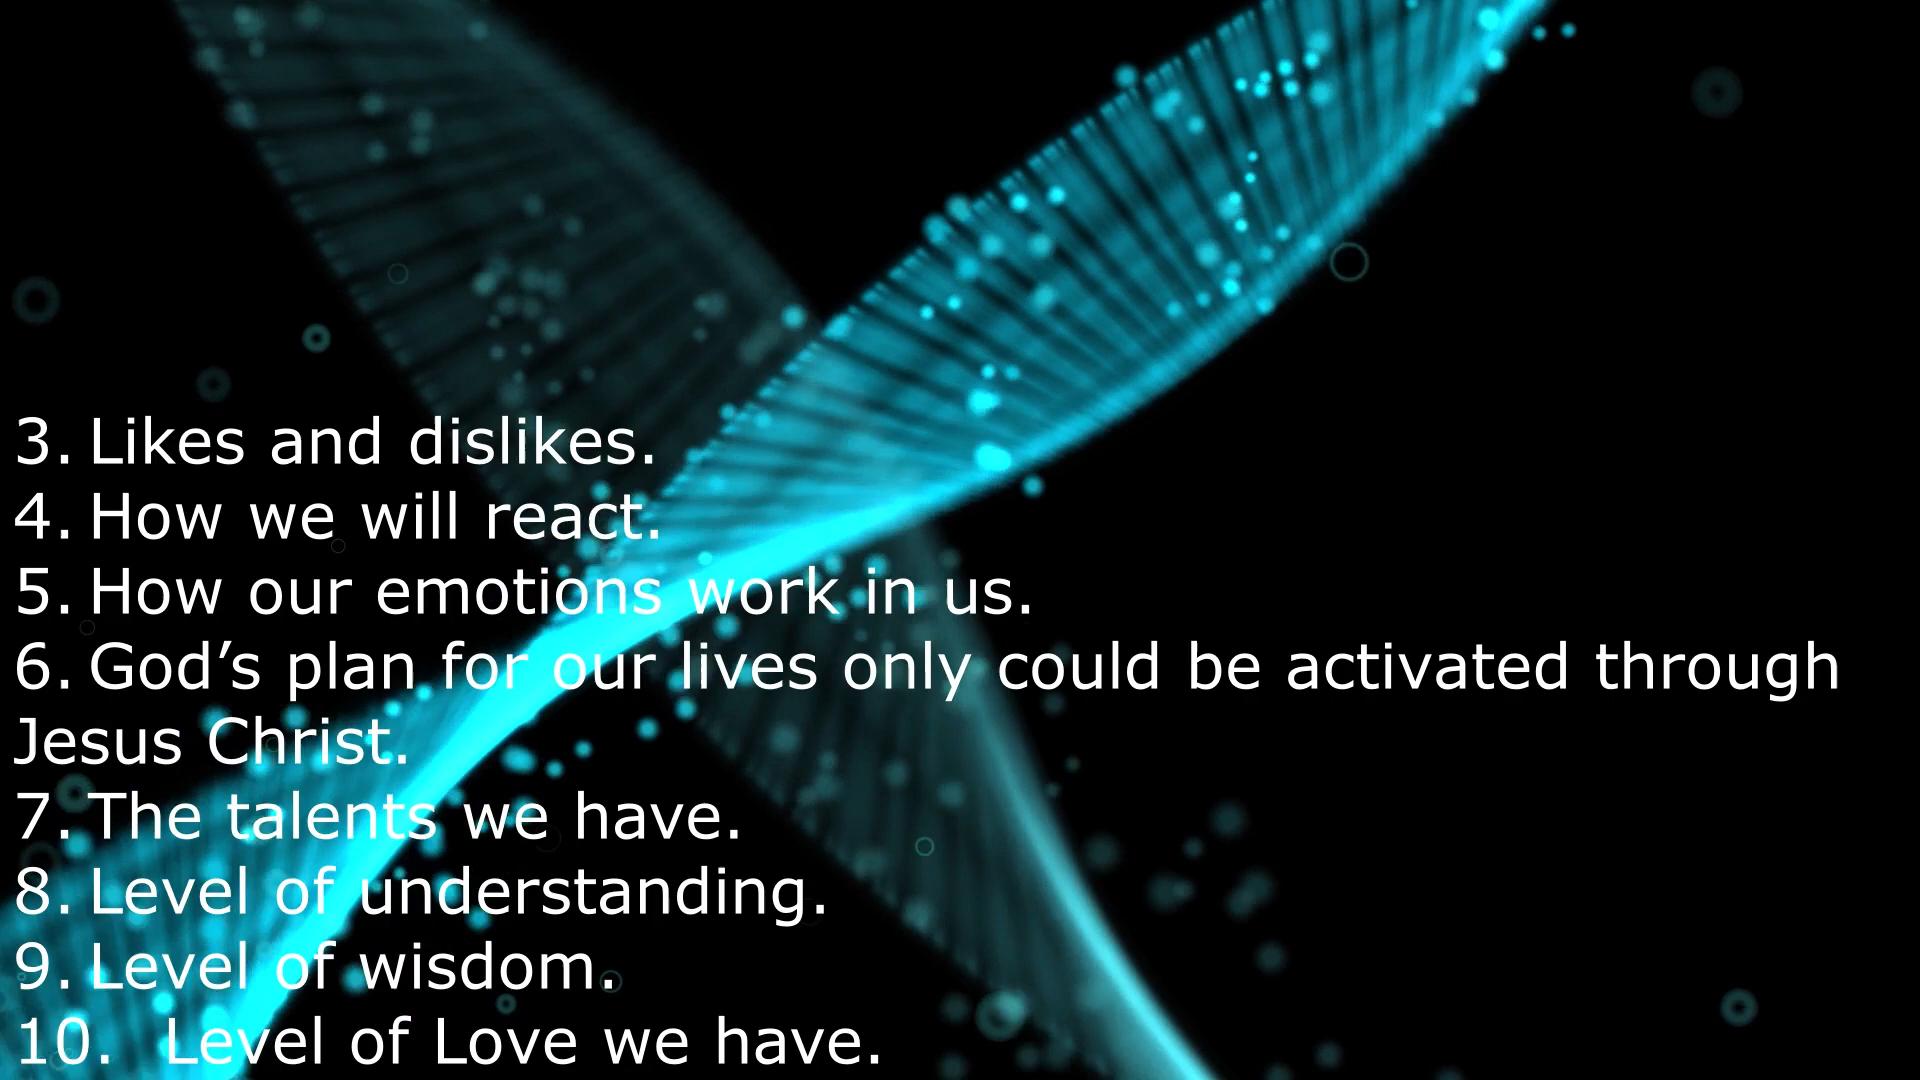 3. Likes and dislikes.
4. How we will react.
5. How our emotions work in us.
6. God’s plan for our lives only could be activated through
Jesus Christ.
7. The talents we have.
8. Level of understanding.
9. Level of wisdom.
10. Level of Love we have.